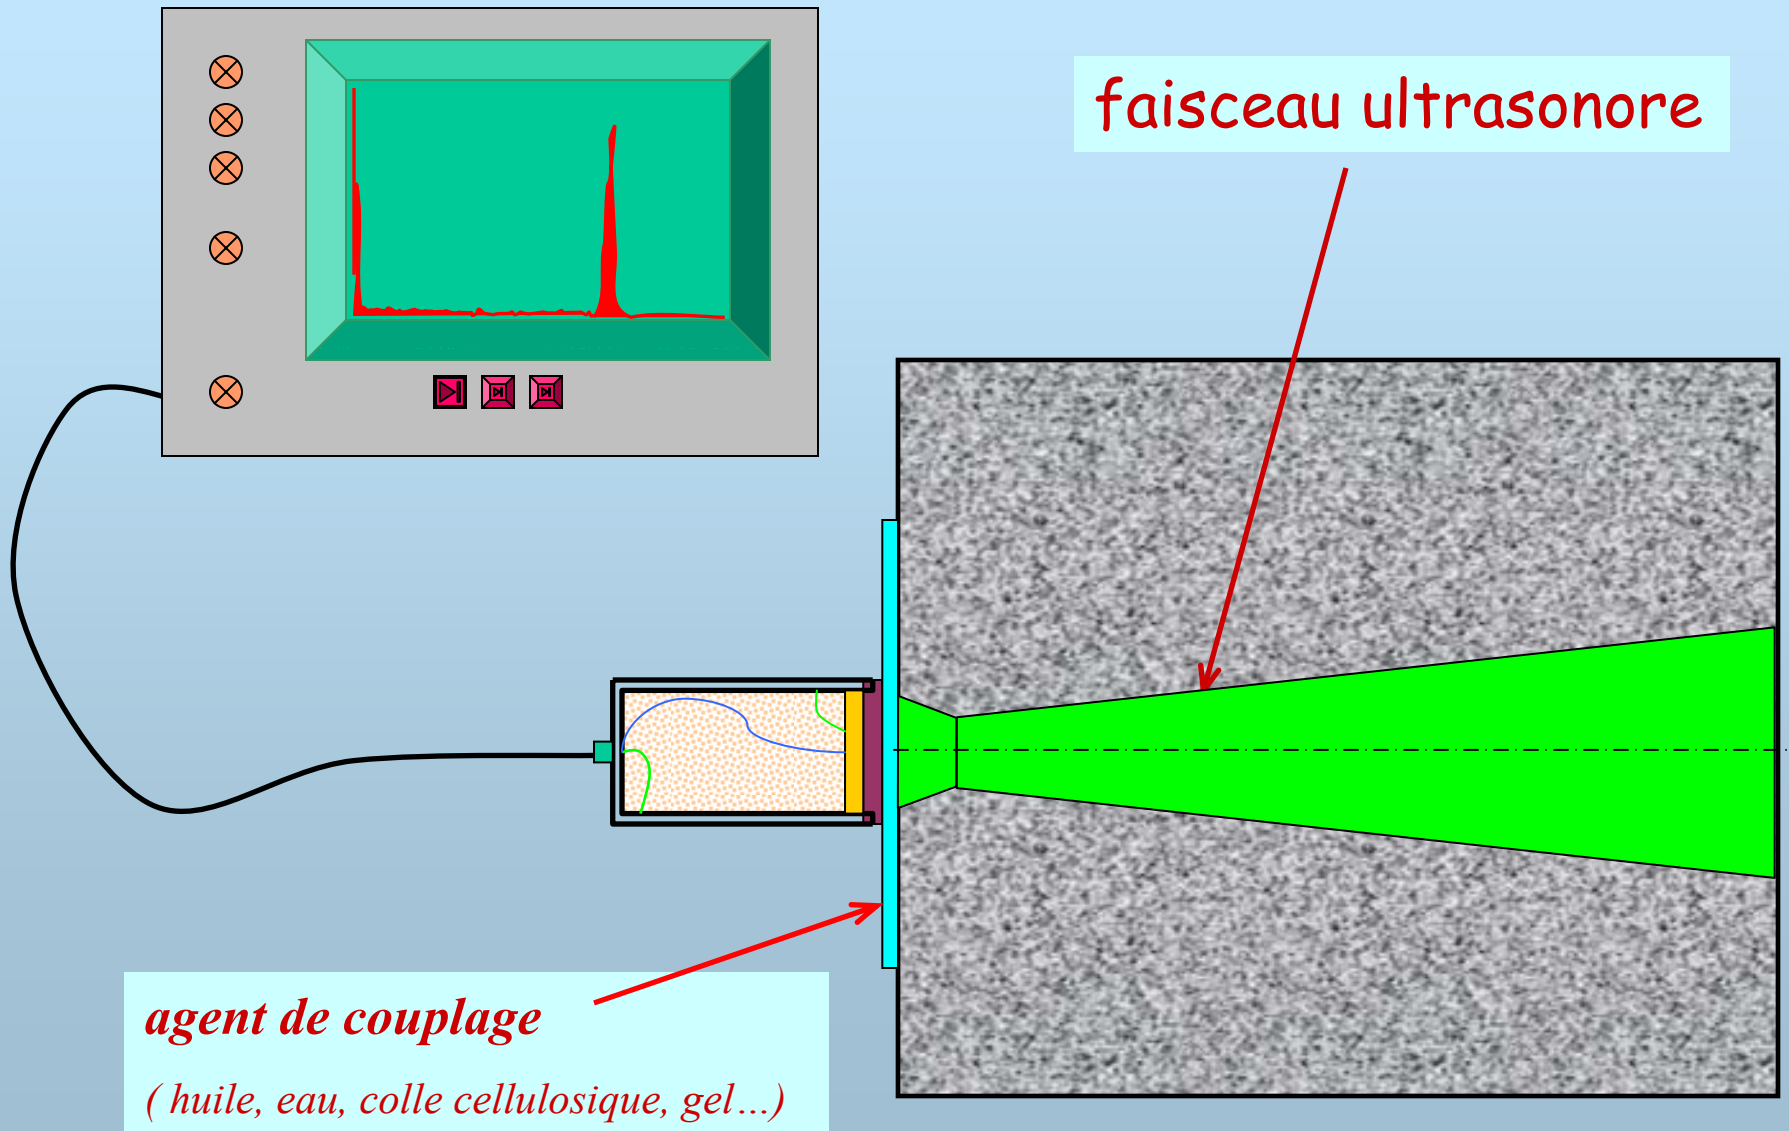 faisceau ultrasonore
agent de couplage
( huile, eau, colle cellulosique, gel...)